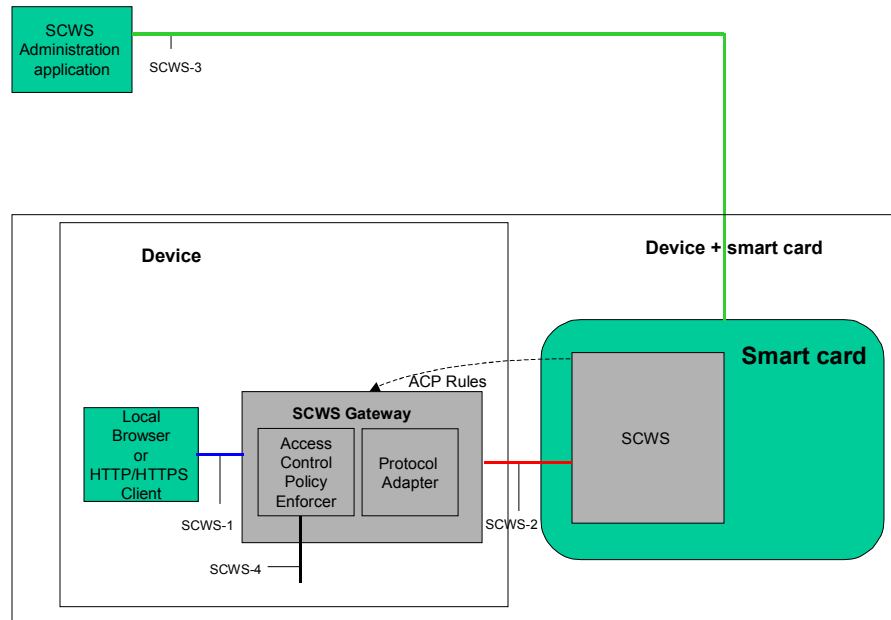 SCWS
Administration
application
SCWS-3
Device
Device + smart card
Smart card
ACP Rules
SCWS Gateway
Local
Browser
or
HTTP/HTTPS
Client
Access
Control
Policy
Enforcer
Protocol
Adapter
SCWS
SCWS-1
SCWS-2
SCWS-4